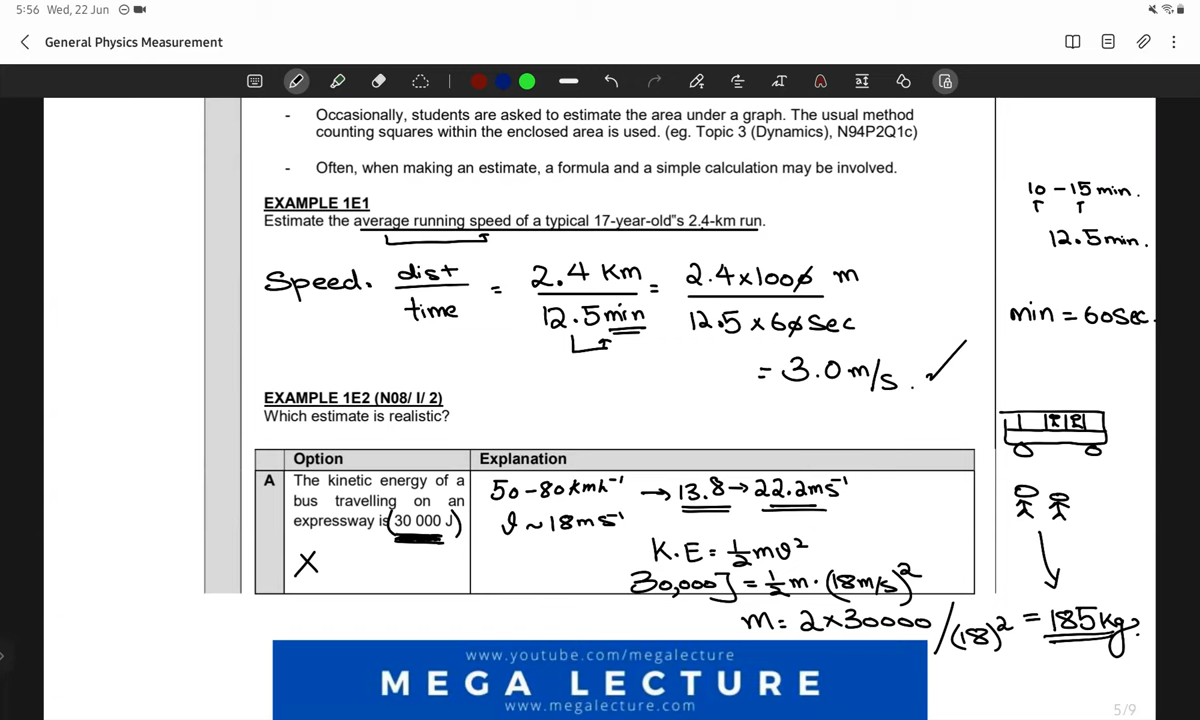 5:56 Wed, 22 Jun
General Physics Measurement
- Occasionally, students are asked to estimate the area under a graph. The usual method
counting squares within the enclosed area is used. (eg. Topic 3 (Dynamics), N94P2Q1c)
- Often, when making an estimate, a formula and a simple calculation may be involved.
EXAMPLE 1E1
Estimate the average running speed of a typical 17-year-old"s 2.4-km run.
10 - 15 min.
12.5 min.
Speed. dist/time = 2.4 Km/12.5 min = 2.4 x 1000 m/12.5 x 60 Sec
min = 60 Sec.
= 3.0 m/s.
EXAMPLE 1E2 (N08/ I/ 2)
Which estimate is realistic?
Option Explanation
A The kinetic energy of a
bus travelling on an
expressway is (30 000 J)
X
50-80 kmh⁻¹ → 13.8 → 22.2 ms⁻¹
ϑ ~ 18 ms⁻¹
K.E = ½mϑ²
30,000J = ½ m. (18 m/s)²
m = 2 x 30000 / (18)² = 185 kg.
www.youtube.com/megalecture
MEGA LECTURE
www.megalecture.com
5/9